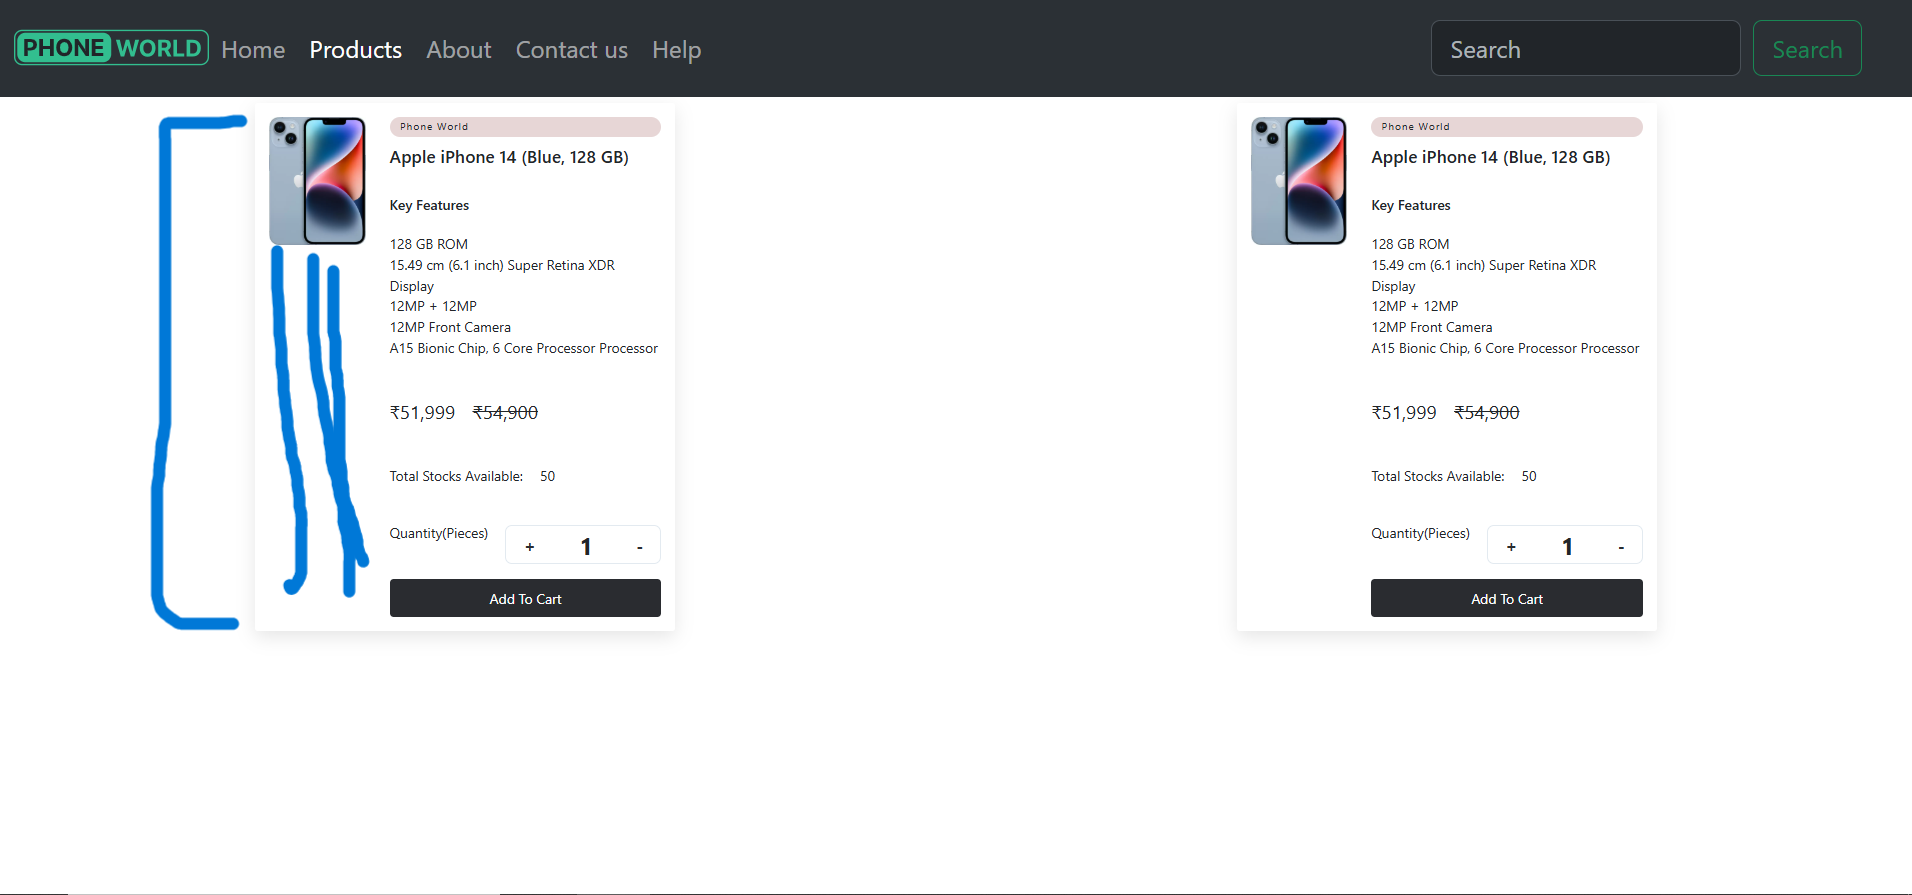 PHONE WORLD Home Products About Contact us Help Search Search
Phone World
Apple iPhone 14 (Blue, 128 GB)
Key Features
128 GB ROM
15.49 cm (6.1 inch) Super Retina XDR
Display
12MP + 12MP
12MP Front Camera
A15 Bionic Chip, 6 Core Processor Processor
₹51,999 ₹54,900
Total Stocks Available: 50
Quantity(Pieces) + 1 -
Add To Cart
Phone World
Apple iPhone 14 (Blue, 128 GB)
Key Features
128 GB ROM
15.49 cm (6.1 inch) Super Retina XDR
Display
12MP + 12MP
12MP Front Camera
A15 Bionic Chip, 6 Core Processor Processor
₹51,999 ₹54,900
Total Stocks Available: 50
Quantity(Pieces) + 1 -
Add To Cart